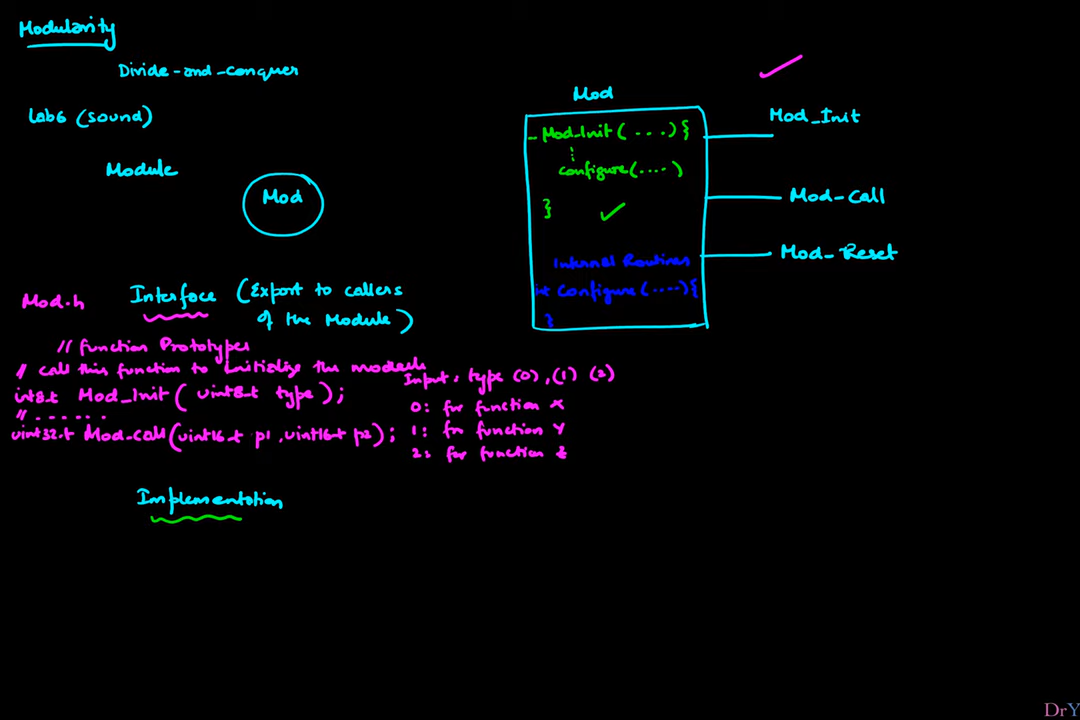 Modularity
Divide-and-conquer
Lab6 (sound)
Module
Mod
Mod
- Mod_Init ( ... ) {
configure (....)
}
Internal Routines
int Configure (....) {
}
Mod_Init
Mod_Call
Mod_Reset
Mod.h
Interface (Export to callers
of the Module)
// function Prototypes
// call this function to initialize the module
int8_t Mod_Init ( uint8_t type ) ;
// ......
uint32_t Mod_Call (uint16_t p1 , uint16_t p2) ;
Input : type (0) , (1) (2)
0: for function X
1: fn function Y
2: for function Z
Implementation
DrY